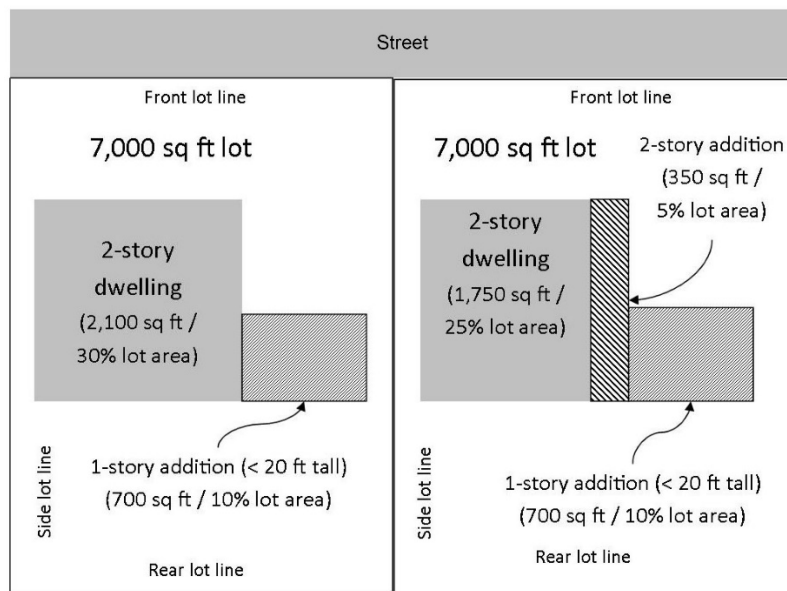 Street
Front lot line
7,000 sq ft lot
2-story
dwelling
(2,100 sq ft /
30% lot area)
1-story addition (< 20 ft tall)
(700 sq ft / 10% lot area)
Side lot line
Rear lot line
Front lot line
7,000 sq ft lot
2-story addition
(350 sq ft /
5% lot area)
2-story
dwelling
(1,750 sq ft /
25% lot area)
1-story addition (< 20 ft tall)
(700 sq ft / 10% lot area)
Side lot line
Rear lot line